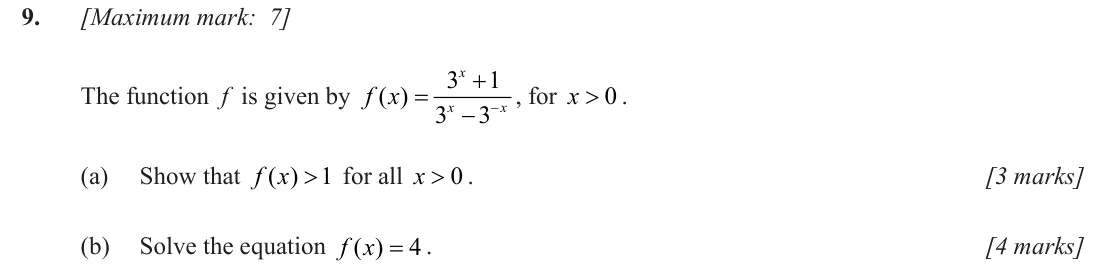 9. [Maximum mark: 7]
The function f is given by f(x) = \frac{3^x + 1}{3^x − 3^{−x}}, for x > 0.
(a) Show that f(x) > 1 for all x > 0. [3 marks]
(b) Solve the equation f(x) = 4. [4 marks]